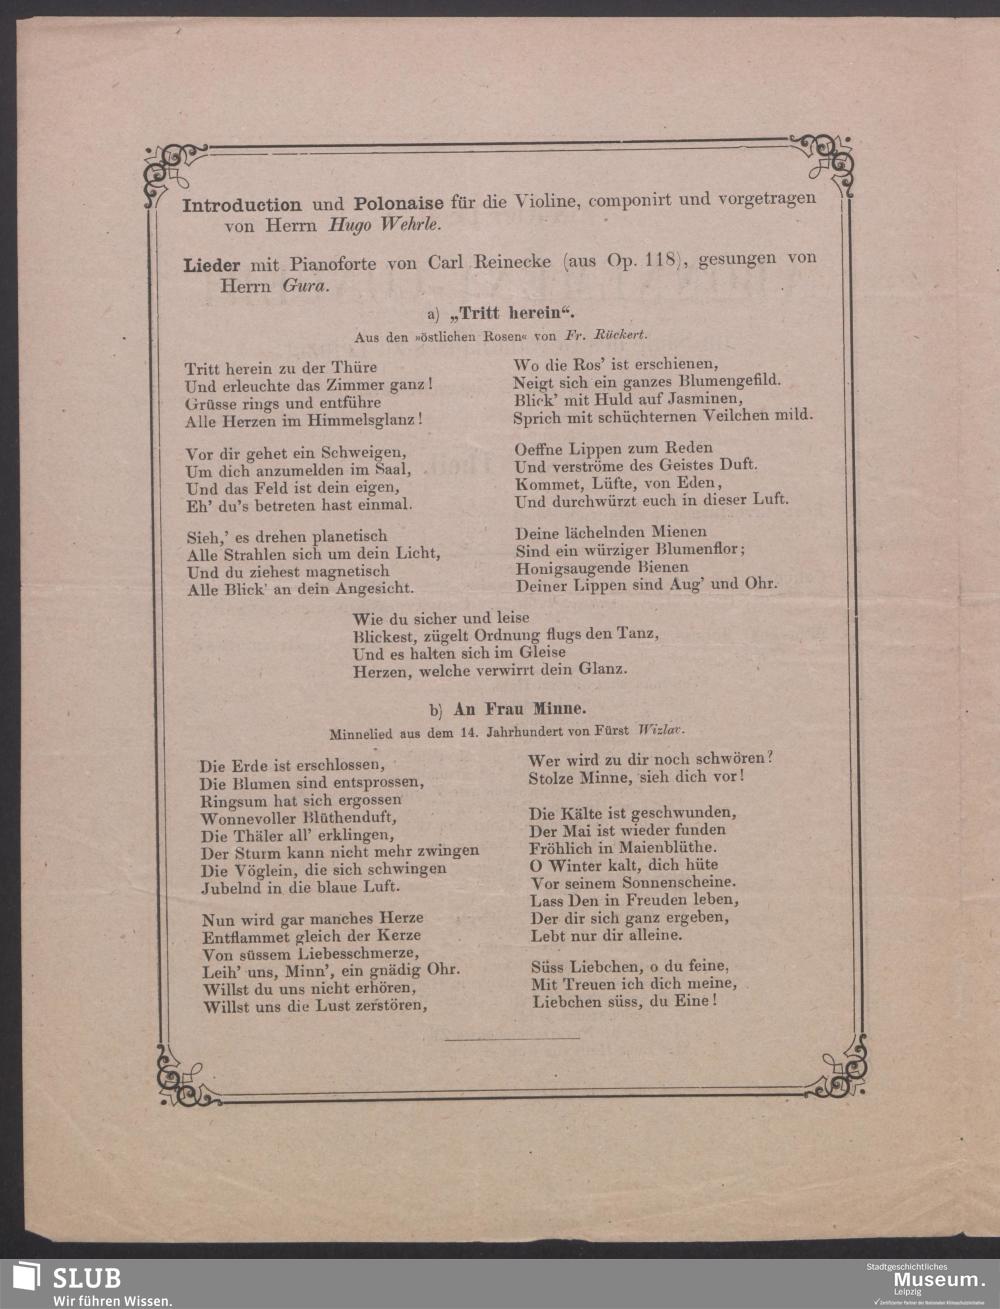 Introduction und Polonaise für die Violine, componirt und vorgetragen
von Herrn Hugo Wehrle.
Lieder mit Pianoforte von Carl Reinecke (aus Op. 118), gesungen von
Herrn Gura.
a) „Tritt herein“.
Aus den »östlichen Rosen« von Fr. Rückert.
Tritt herein zu der Thüre
Und erleuchte das Zimmer ganz!
Grüsse rings und entführe
Alle Herzen im Himmelsglanz!
Vor dir gehet ein Schweigen,
Um dich anzumelden im Saal,
Und das Feld ist dein eigen,
Eh' du's betreten hast einmal.
Sieh,' es drehen planetisch
Alle Strahlen sich um dein Licht,
Und du ziehest magnetisch
Alle Blick' an dein Angesicht.
Wo die Ros' ist erschienen,
Neigt sich ein ganzes Blumengefild.
Blick' mit Huld auf Jasminen,
Sprich mit schüchternen Veilchen mild.
Oeffne Lippen zum Reden
Und verströme des Geistes Duft.
Kommet, Lüfte, von Eden,
Und durchwürzt euch in dieser Luft.
Deine lächelnden Mienen
Sind ein würziger Blumenflor;
Honigsaugende Bienen
Deiner Lippen sind Aug' und Ohr.
Wie du sicher und leise
Blickest, zügelt Ordnung flugs den Tanz,
Und es halten sich im Gleise
Herzen, welche verwirrt dein Glanz.
b) An Frau Minne.
Minnelied aus dem 14. Jahrhundert von Fürst Wizlav.
Die Erde ist erschlossen,
Die Blumen sind entsprossen,
Ringsum hat sich ergossen
Wonnevoller Blüthenduft,
Die Thäler all' erklingen,
Der Sturm kann nicht mehr zwingen
Die Vöglein, die sich schwingen
Jubelnd in die blaue Luft.
Nun wird gar manches Herze
Entflammet gleich der Kerze
Von süssem Liebesschmerze,
Leih' uns, Minn', ein gnädig Ohr.
Willst du uns nicht erhören,
Willst uns die Lust zerstören,
Wer wird zu dir noch schwören?
Stolze Minne, sieh dich vor!
Die Kälte ist geschwunden,
Der Mai ist wieder funden
Fröhlich in Maienblüthe.
O Winter kalt, dich hüte
Vor seinem Sonnenscheine.
Lass Den in Freuden leben,
Der dir sich ganz ergeben,
Lebt nur dir alleine.
Süss Liebchen, o du feine,
Mit Treuen ich dich meine,
Liebchen süss, du Eine!
SLUB
Wir führen Wissen.
Stadtgeschichtliches
Museum.
Leipzig
Zertifizierter Partner der Nationalen Klimaschutzinitiative